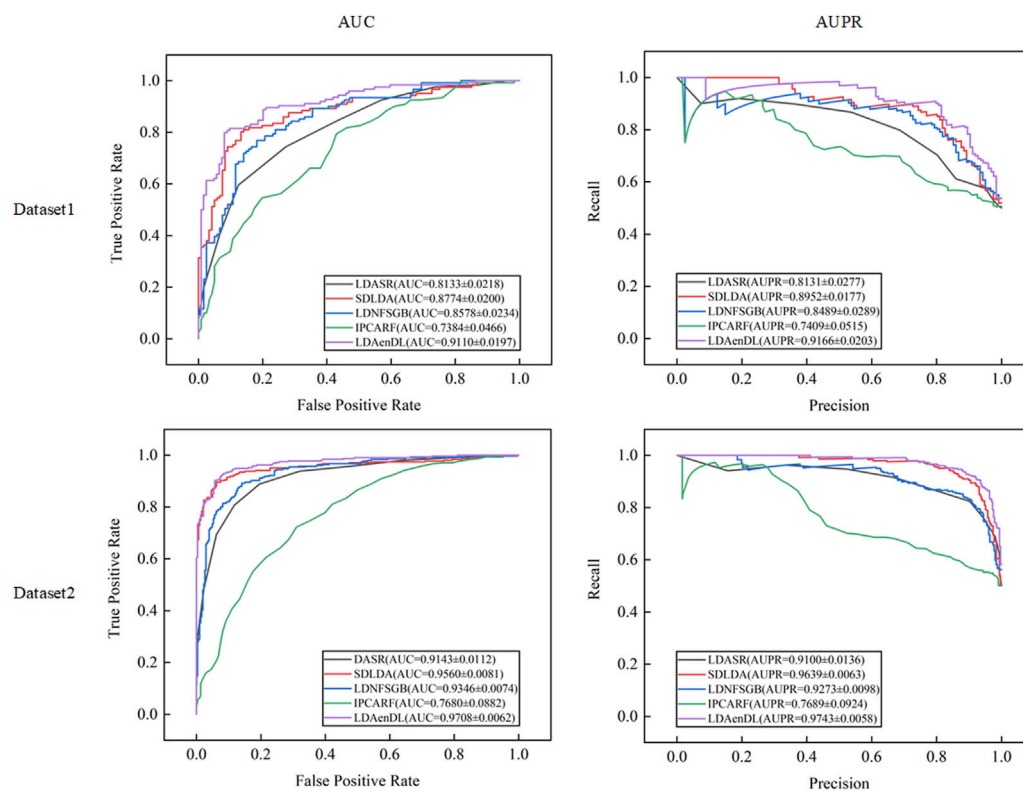 AUC
AUPR
Dataset1
True Positive Rate
1.0
0.8
0.6
0.4
0.2
0.0
LDASR(AUC=0.8133±0.0218)
SDLDA(AUC=0.8774±0.0200)
LDNFSGB(AUC=0.8578±0.0234)
IPCARF(AUC=0.7384±0.0466)
LDAenDL(AUC=0.9110±0.0197)
0.0 0.2 0.4 0.6 0.8 1.0
False Positive Rate
Recall
1.0
0.8
0.6
0.4
0.2
0.0
LDASR(AUPR=0.8131±0.0277)
SDLDA(AUPR=0.8952±0.0177)
LDNFSGB(AUPR=0.8489±0.0289)
IPCARF(AUPR=0.7409±0.0515)
LDAenDL(AUPR=0.9166±0.0203)
0.0 0.2 0.4 0.6 0.8 1.0
Precision
Dataset2
True Positive Rate
1.0
0.8
0.6
0.4
0.2
0.0
DASR(AUC=0.9143±0.0112)
SDLDA(AUC=0.9560±0.0081)
LDNFSGB(AUC=0.9346±0.0074)
IPCARF(AUC=0.7680±0.0882)
LDAenDL(AUC=0.9708±0.0062)
0.0 0.2 0.4 0.6 0.8 1.0
False Positive Rate
Recall
1.0
0.8
0.6
0.4
0.2
0.0
LDASR(AUPR=0.9100±0.0136)
SDLDA(AUPR=0.9639±0.0063)
LDNFSGB(AUPR=0.9273±0.0098)
IPCARF(AUPR=0.7689±0.0924)
LDAenDL(AUPR=0.9743±0.0058)
0.0 0.2 0.4 0.6 0.8 1.0
Precision